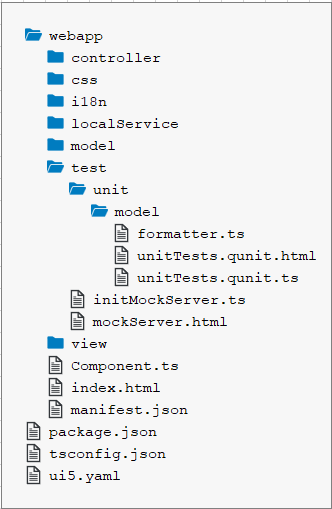 webapp
controller
css
i18n
localService
model
test
unit
model
formatter.ts
unitTests.qunit.html
unitTests.qunit.ts
initMockServer.ts
mockServer.html
view
Component.ts
index.html
manifest.json
package.json
tsconfig.json
ui5.yaml